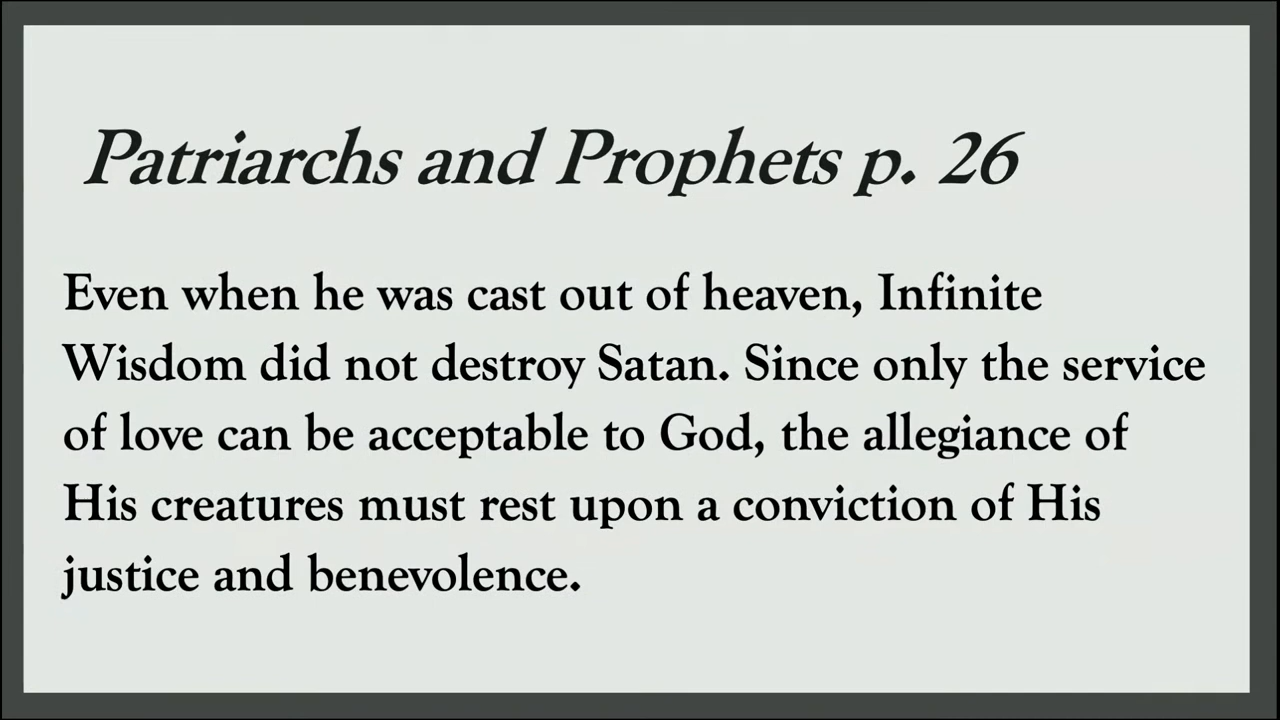 Patriarchs and Prophets p. 26
Even when he was cast out of heaven, Infinite
Wisdom did not destroy Satan. Since only the service
of love can be acceptable to God, the allegiance of
His creatures must rest upon a conviction of His
justice and benevolence.